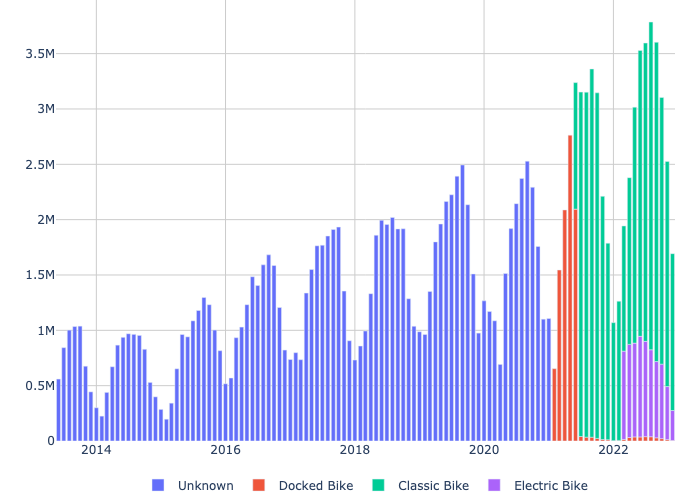 3.5M
3M
2.5M
2M
1.5M
1M
0.5M
0
2014 2016 2018 2020 2022
Unknown Docked Bike Classic Bike Electric Bike